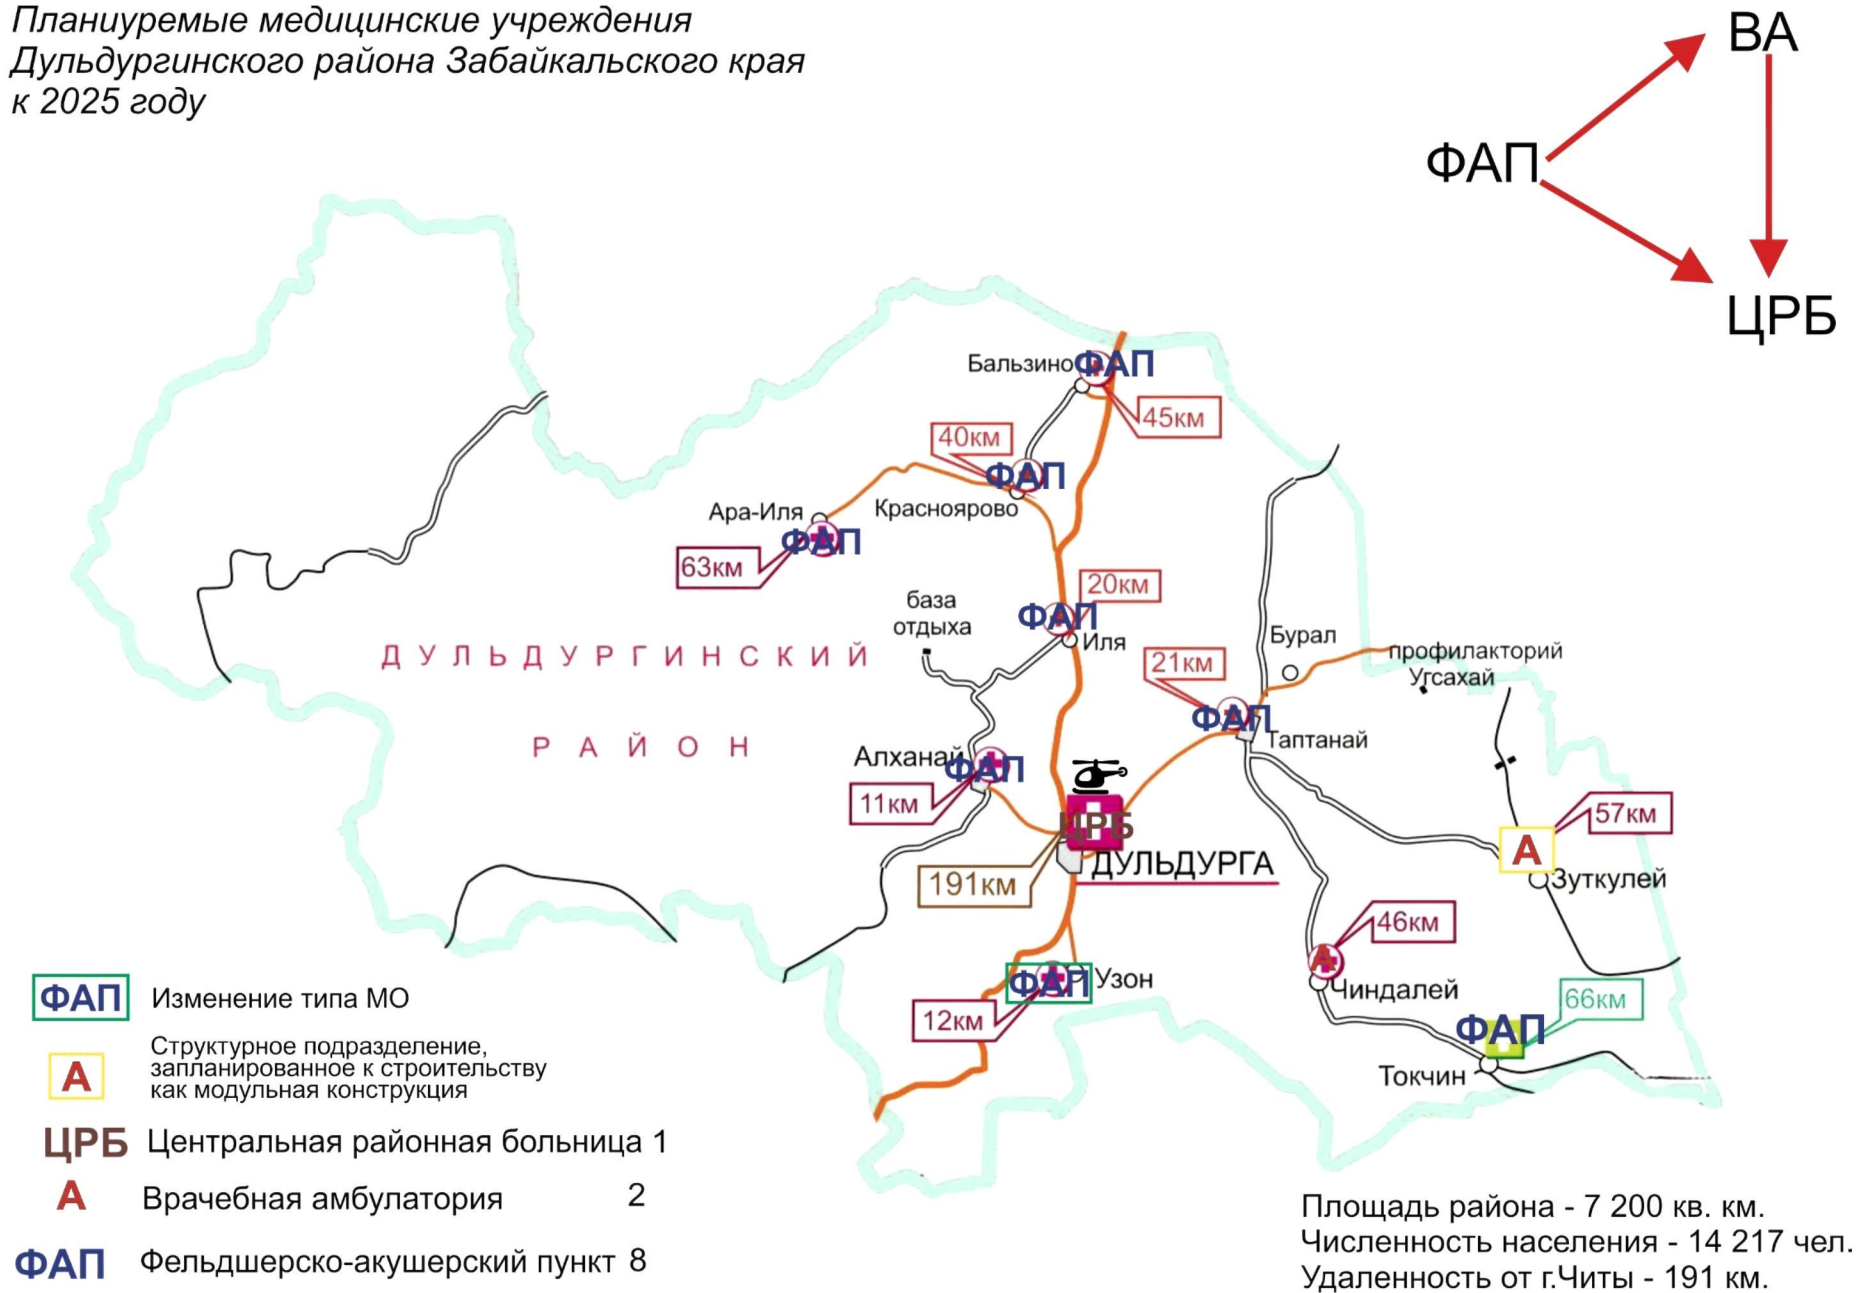 Планиуремые медицинские учреждения
Дульдургинского района Забайкальского края
к 2025 году
ВА
ФАП
ЦРБ
Бальзино
ФАП
45км
40км
ФАП
Красноярово
Ара-Иля
ФАП
63км
20км
ФАП
Иля
база
отдыха
ДУЛЬДУРГИНСКИЙ
РАЙОН
Бурал
профилакторий
Угсахай
21км
ФАП
Таптанай
Алханай
ФАП
11км
ЦРБ
ДУЛЬДУРГА
191км
57км
А
Зуткулей
46км
А
Чиндалей
ФАП
Узон
12км
66км
ФАП
Токчин
ФАП Изменение типа МО
А Структурное подразделение,
запланированное к строительству
как модульная конструкция
ЦРБ Центральная районная больница 1
А Врачебная амбулатория 2
ФАП Фельдшерско-акушерский пункт 8
Площадь района - 7 200 кв. км.
Численность населения - 14 217 чел.
Удаленность от г.Читы - 191 км.